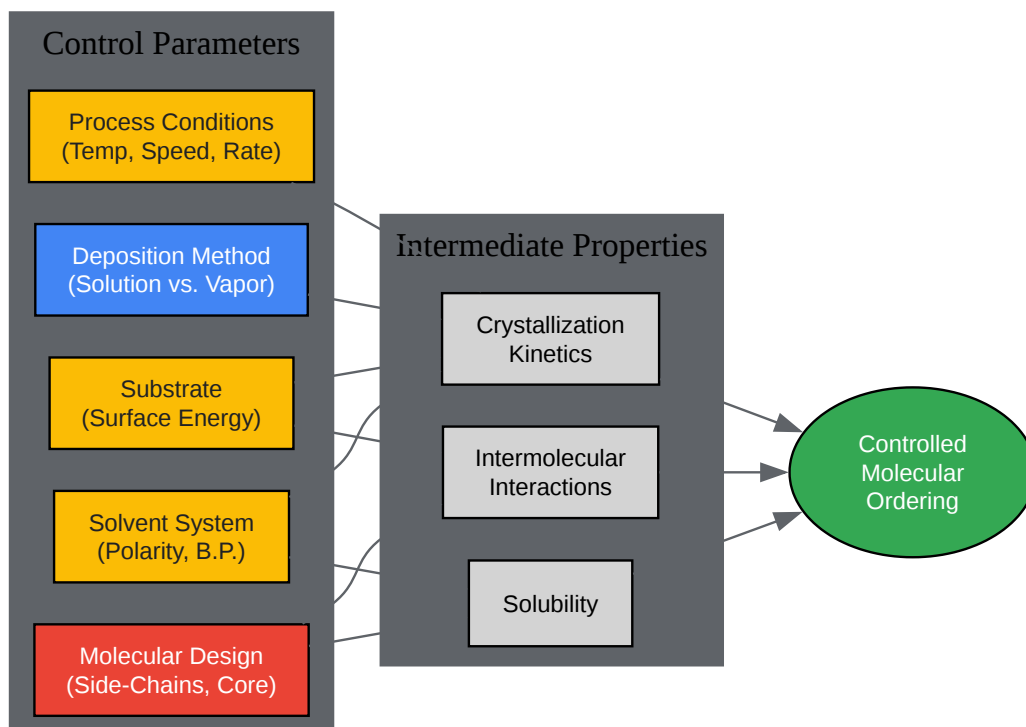 Control Parameters
Process Conditions
(Temp, Speed, Rate)
Deposition Method
(Solution vs. Vapor)
Substrate
(Surface Energy)
Solvent System
(Polarity, B.P.)
Molecular Design
(Side-Chains, Core)
Intermediate Properties
Crystallization
Kinetics
Intermolecular
Interactions
Solubility
Controlled
Molecular
Ordering